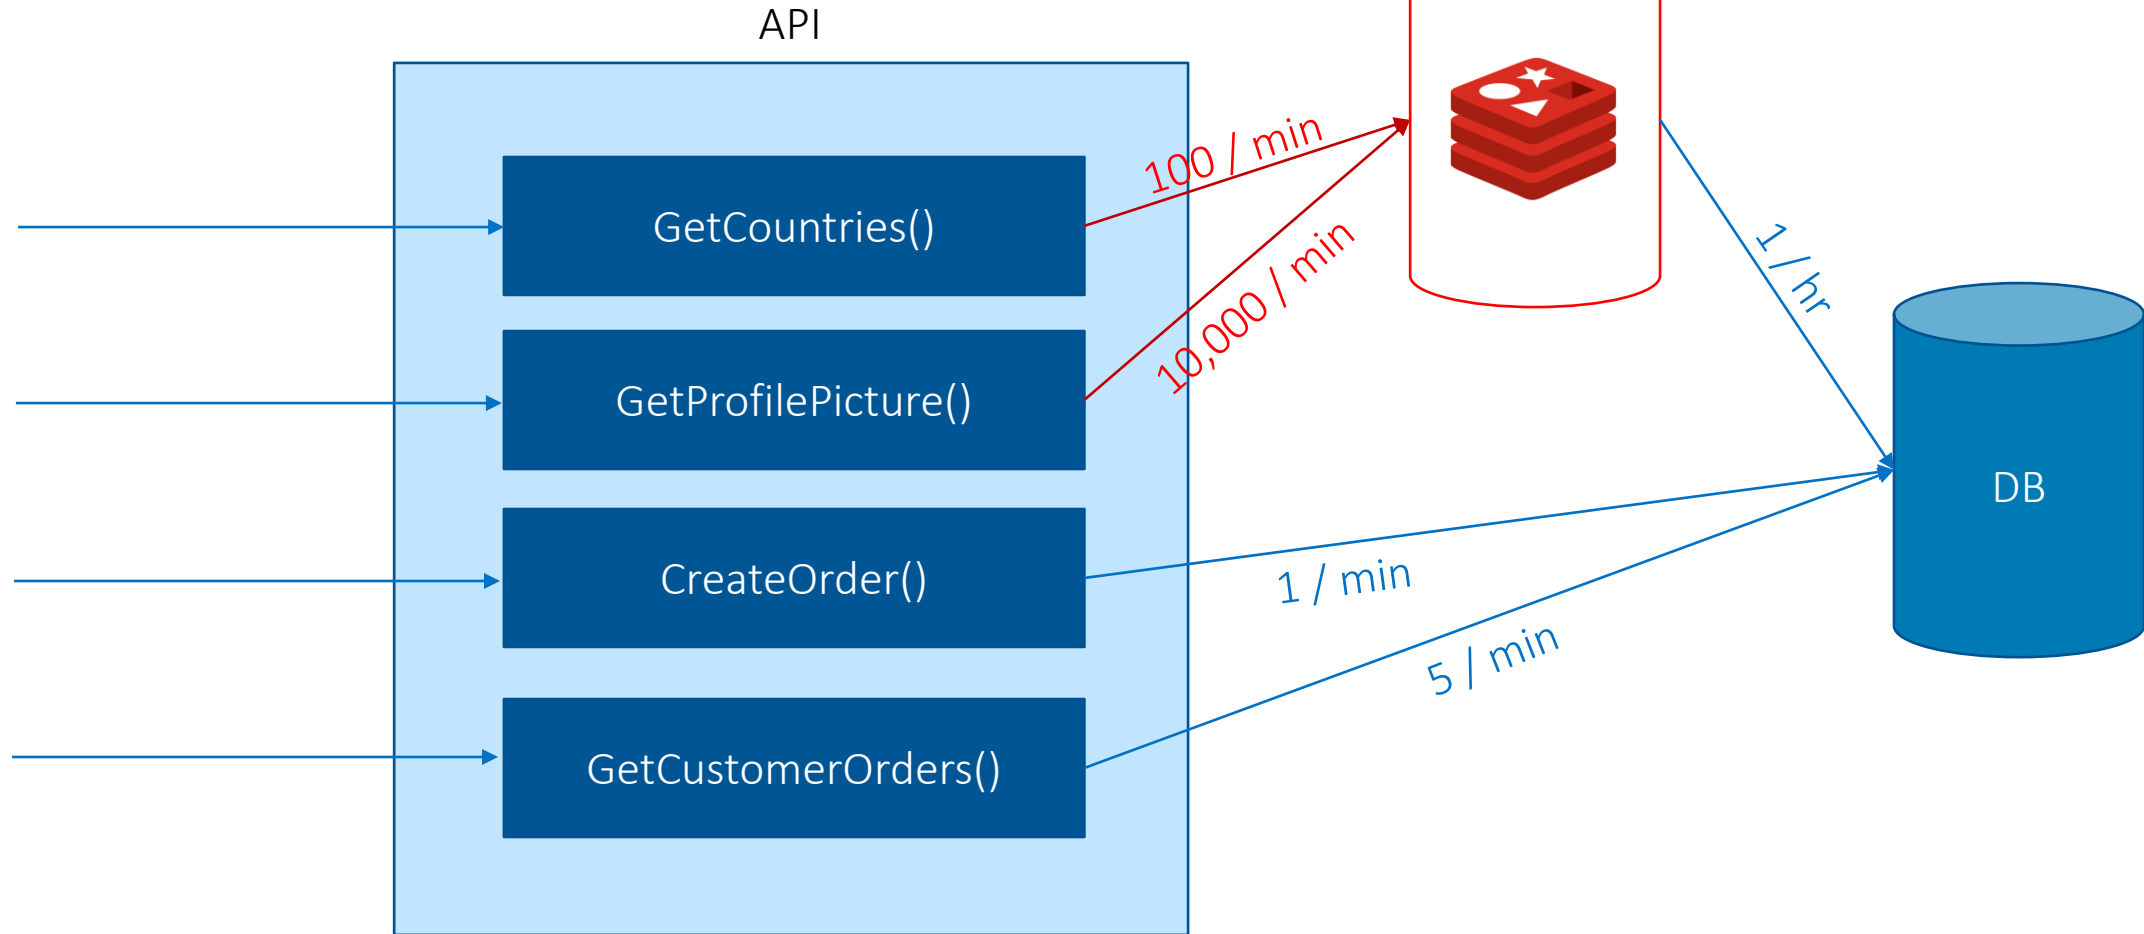 API
GetCountries()
100 / min
GetProfilePicture()
10,000 / min
1 / hr
CreateOrder()
1 / min
DB
GetCustomerOrders()
5 / min